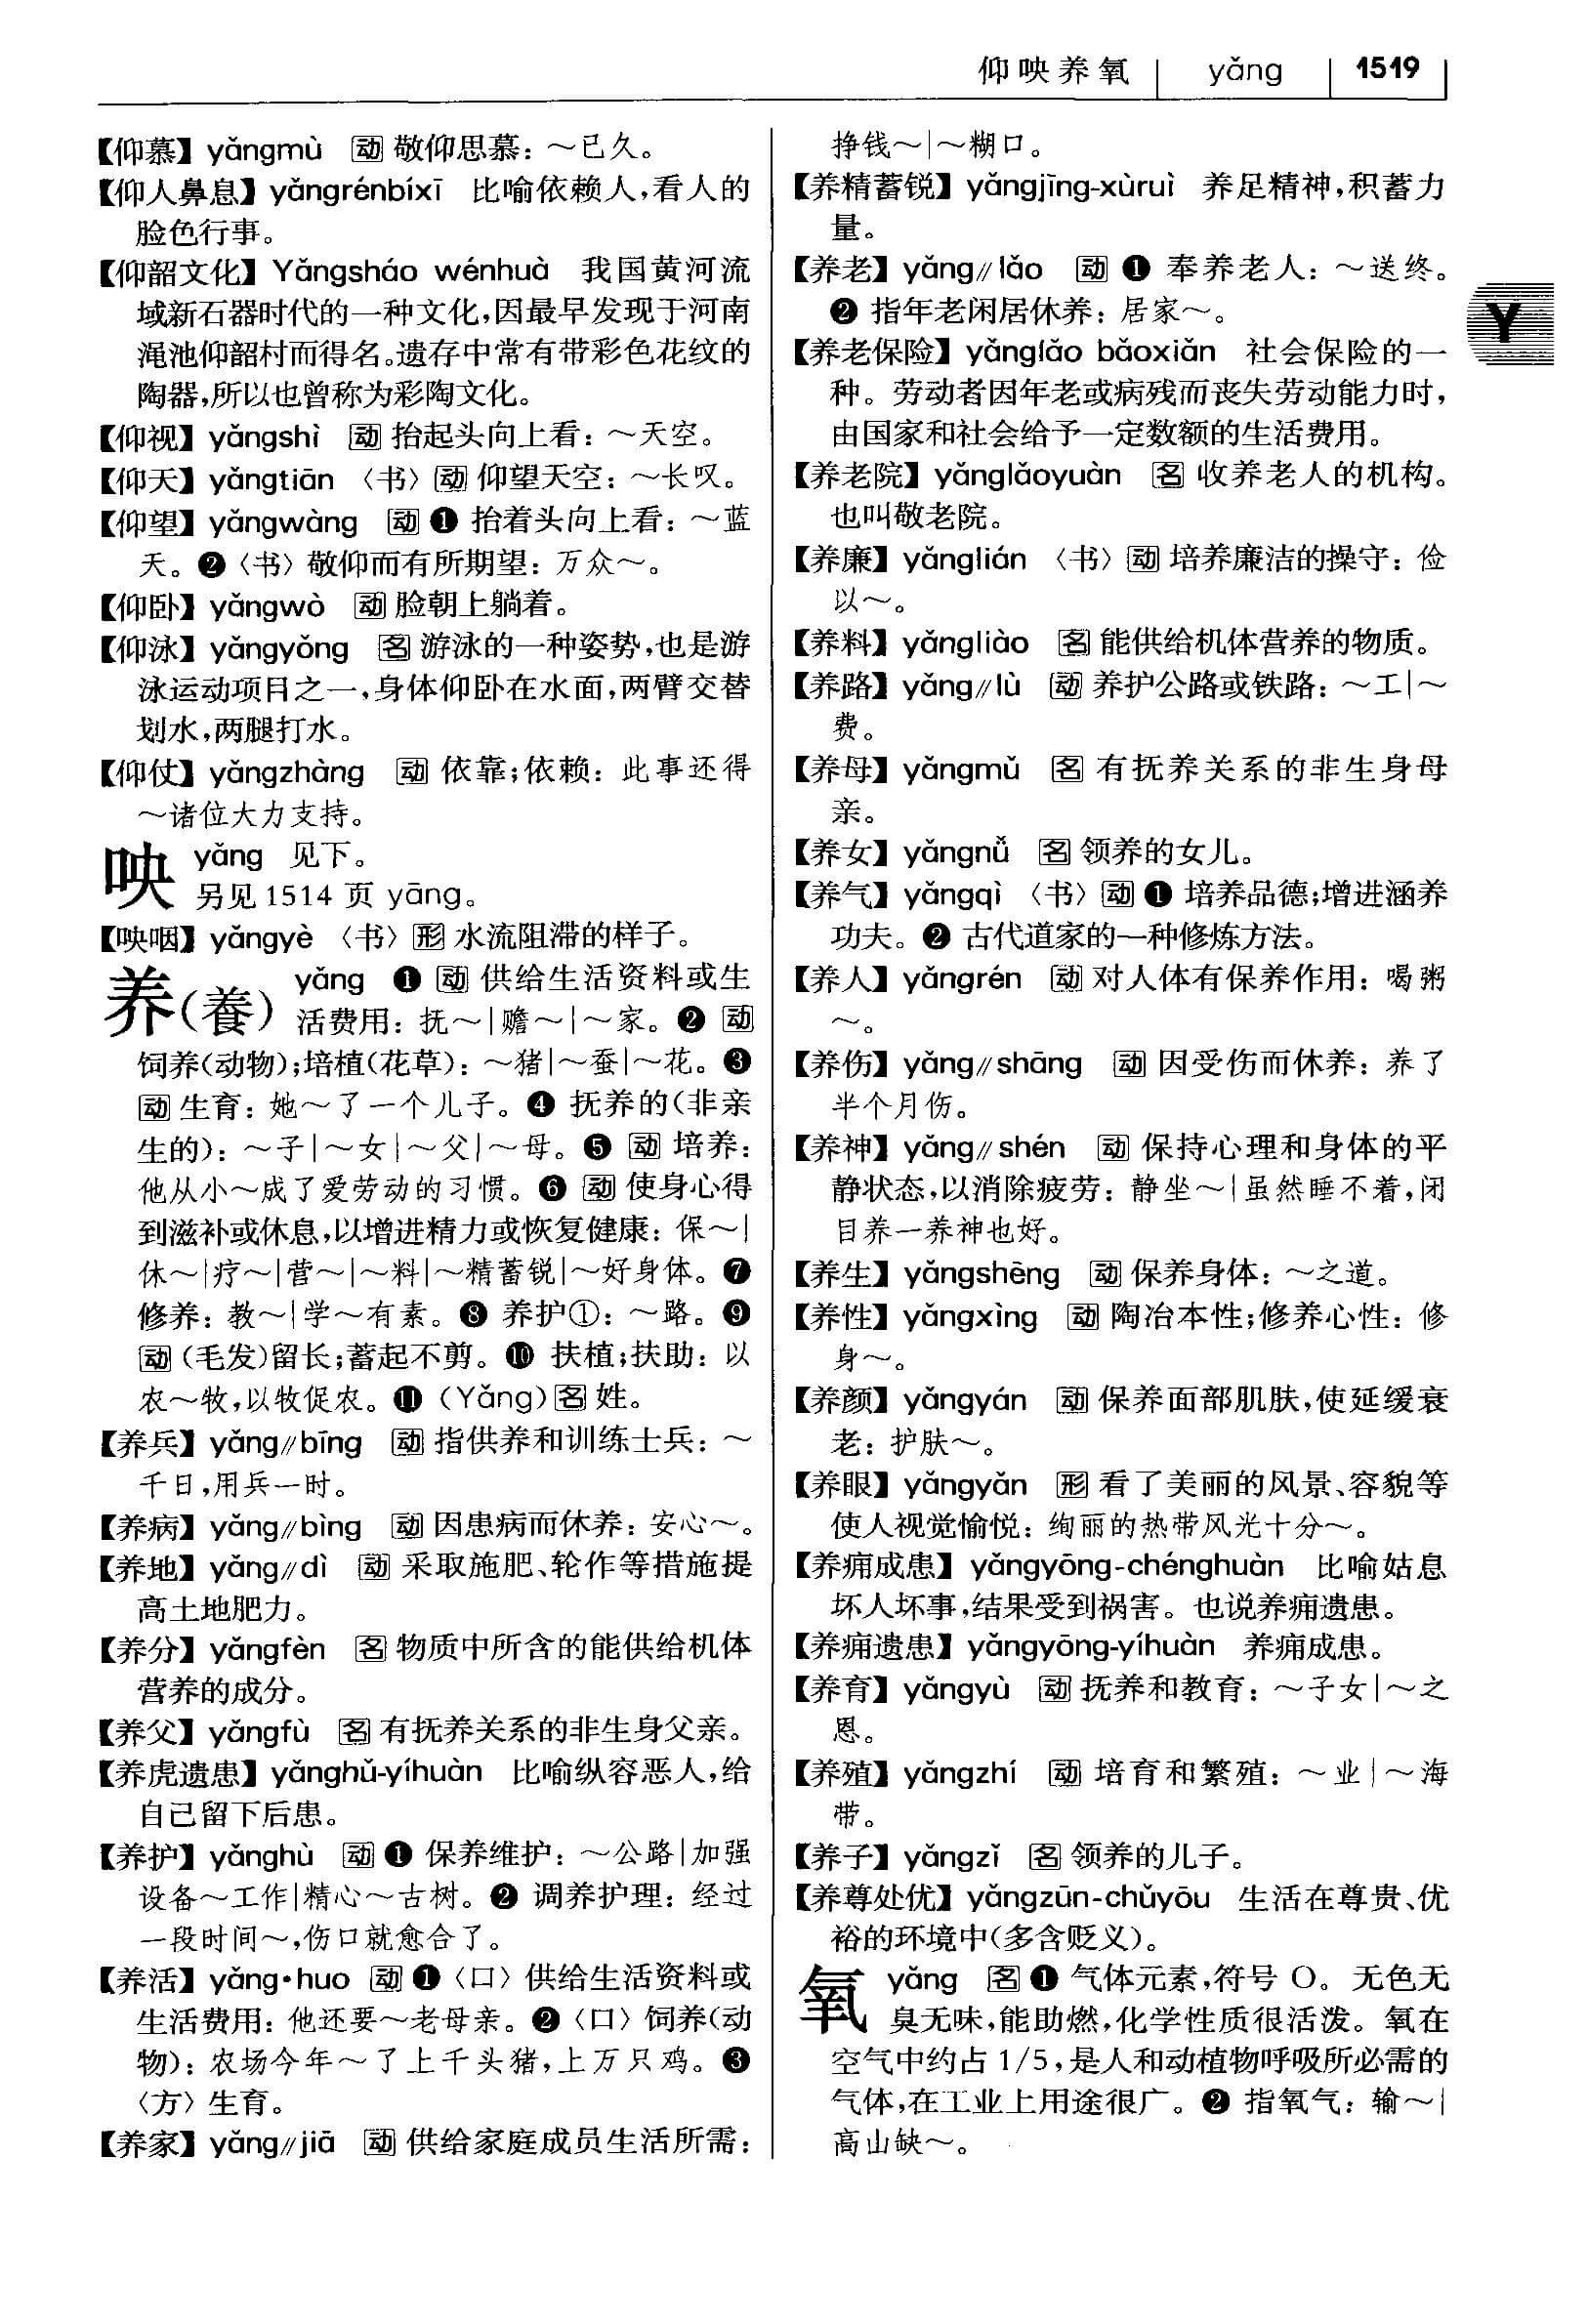 仰映养氧 yǎng 1519
【仰慕】yǎngmù 动 敬仰思慕：～已久。
【仰人鼻息】yǎngrénbíxī 比喻依赖人，看人的
脸色行事。
【仰韶文化】Yǎngsháo wénhuà 我国黄河流
域新石器时代的一种文化，因最早发现于河南
渑池仰韶村而得名。遗存中常有带彩色花纹的
陶器，所以也曾称为彩陶文化。
【仰视】yǎngshì 动 抬起头向上看：～天空。
【仰天】yǎngtiān 〈书〉动 仰望天空：～长叹。
【仰望】yǎngwàng 动 ❶ 抬着头向上看：～蓝
天。❷〈书〉敬仰而有所期望：万众～。
【仰卧】yǎngwò 动 脸朝上躺着。
【仰泳】yǎngyǒng 名 游泳的一种姿势，也是游
泳运动项目之一，身体仰卧在水面，两臂交替
划水，两腿打水。
【仰仗】yǎngzhàng 动 依靠；依赖：此事还得
～诸位大力支持。
咉 yǎng 见下。
另见1514 页 yāng。
【咉咽】yǎngyè 〈书〉形 水流阻滞的样子。
养(養) yǎng ❶ 动 供给生活资料或生
活费用：抚～|赡～|～家。❷ 动
饲养(动物)；培植(花草)：～猪|～蚕|～花。❸
动 生育：她～了一个儿子。❹ 抚养的(非亲
生的)：～子|～女|～父|～母。❺ 动 培养：
他从小～成了爱劳动的习惯。❻ 动 使身心得
到滋补或休息，以增进精力或恢复健康：保～|
休～|疗～|营～|～料|～精蓄锐|～好身体。❼
修养：教～|学～有素。❽ 养护①：～路。❾
动 (毛发)留长；蓄起不剪。❿ 扶植；扶助：以
农～牧，以牧促农。⓫ (Yǎng)名 姓。
【养兵】yǎng//bīng 动 指供养和训练士兵：～
千日，用兵一时。
【养病】yǎng//bìng 动 因患病而休养：安心～。
【养地】yǎng//dì 动 采取施肥、轮作等措施提
高土地肥力。
【养分】yǎngfèn 名 物质中所含的能供给机体
营养的成分。
【养父】yǎngfù 名 有抚养关系的非生身父亲。
【养虎遗患】yǎnghǔ-yíhuàn 比喻纵容恶人，给
自己留下后患。
【养护】yǎnghù 动 ❶ 保养维护：～公路|加强
设备～工作|精心～古树。❷ 调养护理：经过
一段时间～，伤口就愈合了。
【养活】yǎng•huo 动 ❶〈口〉供给生活资料或
生活费用：他还要～老母亲。❷〈口〉饲养(动
物)：农场今年～了上千头猪，上万只鸡。❸
〈方〉生育。
【养家】yǎng//jiā 动 供给家庭成员生活所需：
挣钱～|～糊口。
【养精蓄锐】yǎngjīng-xùruì 养足精神，积蓄力
量。
【养老】yǎng//lǎo 动 ❶ 奉养老人：～送终。
❷ 指年老闲居休养：居家～。
【养老保险】yǎnglǎo bǎoxiǎn 社会保险的一
种。劳动者因年老或病残而丧失劳动能力时，
由国家和社会给予一定数额的生活费用。
【养老院】yǎnglǎoyuàn 名 收养老人的机构。
也叫敬老院。
【养廉】yǎnglián 〈书〉动 培养廉洁的操守：俭
以～。
【养料】yǎngliào 名 能供给机体营养的物质。
【养路】yǎng//lù 动 养护公路或铁路：～工|～
费。
【养母】yǎngmǔ 名 有抚养关系的非生身母
亲。
【养女】yǎngnǚ 名 领养的女儿。
【养气】yǎngqì 〈书〉动 ❶ 培养品德；增进涵养
功夫。❷ 古代道家的一种修炼方法。
【养人】yǎngrén 动 对人体有保养作用：喝粥
～。
【养伤】yǎng//shāng 动 因受伤而休养：养了
半个月伤。
【养神】yǎng//shén 动 保持心理和身体的平
静状态，以消除疲劳：静坐～|虽然睡不着，闭
目养一养神也好。
【养生】yǎngshēng 动 保养身体：～之道。
【养性】yǎngxìng 动 陶冶本性；修养心性：修
身～。
【养颜】yǎngyán 动 保养面部肌肤，使延缓衰
老：护肤～。
【养眼】yǎngyǎn 形 看了美丽的风景、容貌等
使人视觉愉悦：绚丽的热带风光十分～。
【养痈成患】yǎngyōng-chénghuàn 比喻姑息
坏人坏事，结果受到祸害。也说养痈遗患。
【养痈遗患】yǎngyōng-yíhuàn 养痈成患。
【养育】yǎngyù 动 抚养和教育：～子女|～之
恩。
【养殖】yǎngzhí 动 培育和繁殖：～业|～海
带。
【养子】yǎngzǐ 名 领养的儿子。
【养尊处优】yǎngzūn-chǔyōu 生活在尊贵、优
裕的环境中(多含贬义)。
氧 yǎng 名 ❶ 气体元素，符号 O。无色无
臭无味，能助燃，化学性质很活泼。氧在
空气中约占 1/5，是人和动植物呼吸所必需的
气体，在工业上用途很广。❷ 指氧气：输～|
高山缺～。
Y